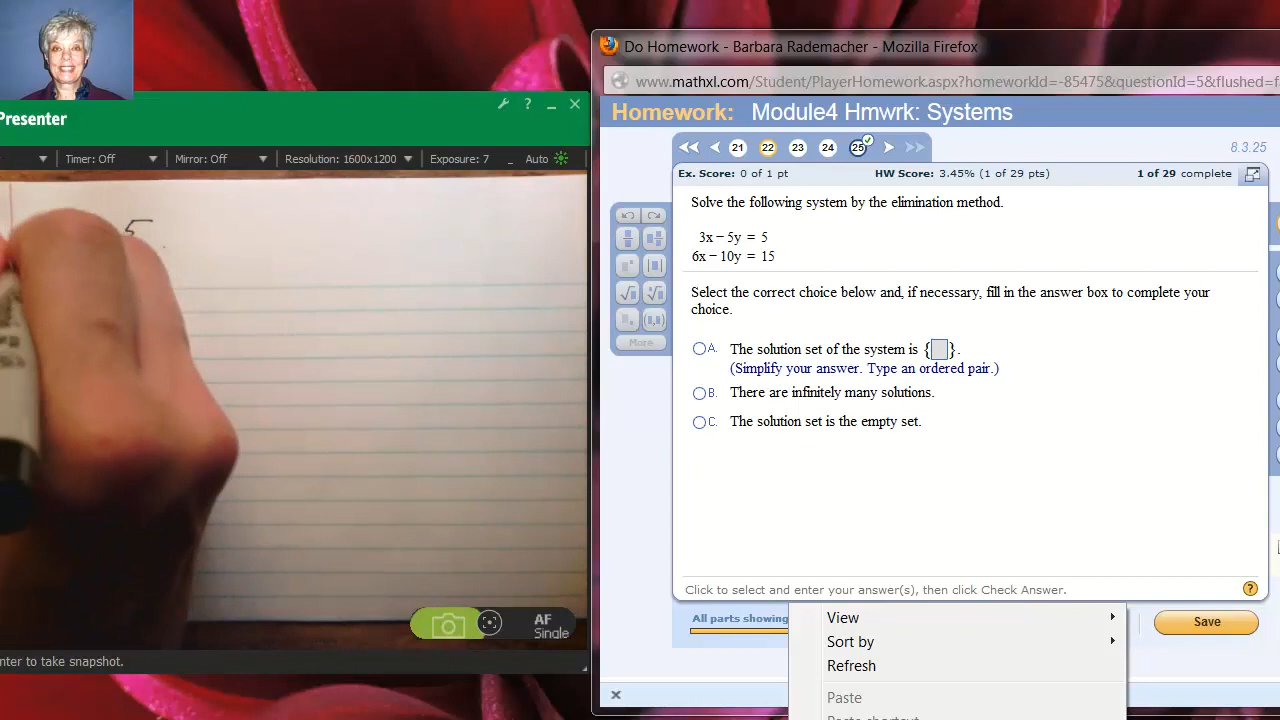 Do Homework - Barbara Rademacher - Mozilla Firefox
www.mathxl.com/Student/PlayerHomework.aspx?homeworkId=-85475&questionId=5&flushed=f
Presenter
Timer: Off
Mirror: Off
Resolution: 1600x1200
Exposure: 7
Auto
5
AF
Single
nter to take snapshot.
Homework: Module4 Hmwrk: Systems
21 22 23 24 25
8.3.25
Ex. Score: 0 of 1 pt
HW Score: 3.45% (1 of 29 pts)
1 of 29 complete
Solve the following system by the elimination method.
3x − 5y = 5
6x − 10y = 15
Select the correct choice below and, if necessary, fill in the answer box to complete your
choice.
A. The solution set of the system is { }.
(Simplify your answer. Type an ordered pair.)
B. There are infinitely many solutions.
C. The solution set is the empty set.
More
Click to select and enter your answer(s), then click Check Answer.
All parts showing
Save
View
Sort by
Refresh
Paste
Paste shortcut